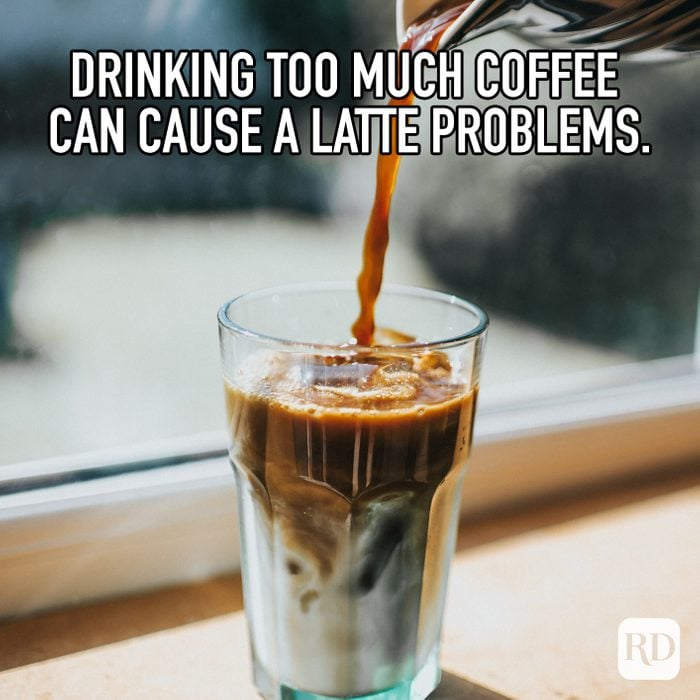 DRINKING TOO MUCH COFFEE
CAN CAUSE A LATTE PROBLEMS.
RD